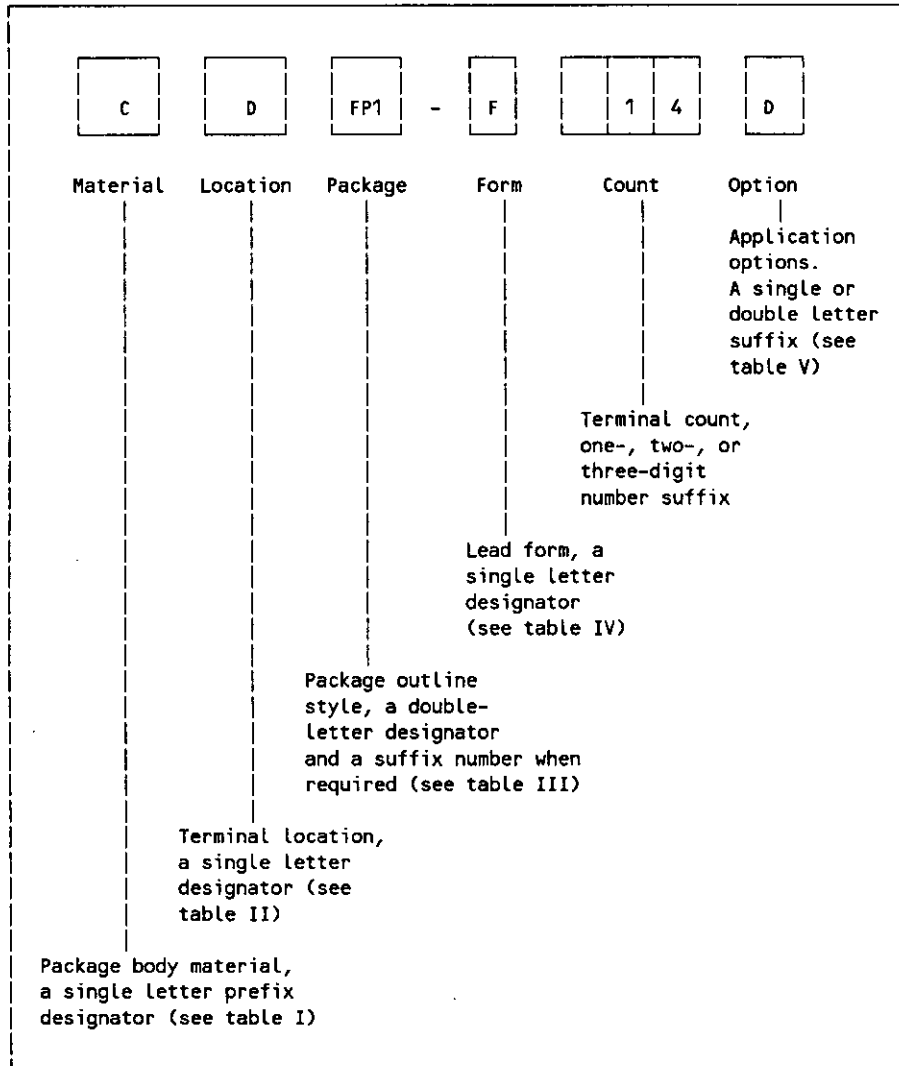 C D FP1 - F 1 4 D
Material Location Package Form Count Option
Application
options.
A single or
double letter
suffix (see
table V)
Terminal count,
one-, two-, or
three-digit
number suffix
Lead form, a
single letter
designator
(see table IV)
Package outline
style, a double-
letter designator
and a suffix number when
required (see table III)
Terminal location,
a single letter
designator (see
table II)
Package body material,
a single letter prefix
designator (see table I)